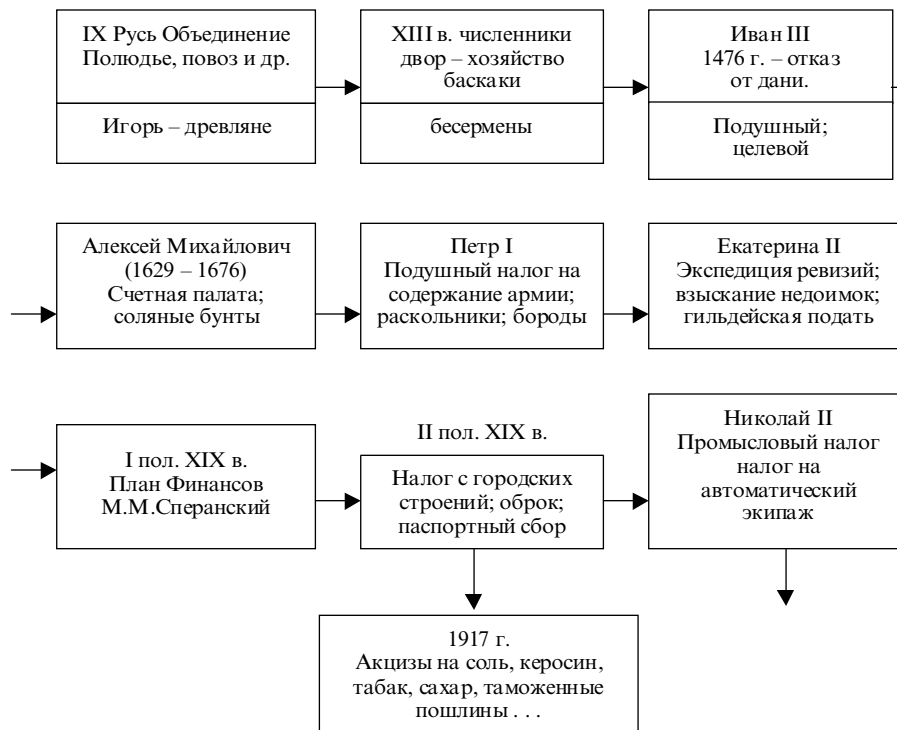 IX Русь Объединение
Полюдье, повоз и др.
Игорь – древляне
XIII в. численники
двор – хозяйство
баскаки
бесермены
Иван III
1476 г. – отказ
от дани.
Подушный;
целевой
Алексей Михайлович
(1629 – 1676)
Счетная палата;
соляные бунты
Петр I
Подушный налог на
содержание армии;
раскольники; бороды
Екатерина II
Экспедиция ревизий;
взыскание недоимок;
гильдейская подать
I пол. XIX в.
План Финансов
М.М.Сперанский
II пол. XIX в.
Налог с городских
строений; оброк;
паспортный сбор
Николай II
Промысловый налог
налог на
автоматический
экипаж
1917 г.
Акцизы на соль, керосин,
табак, сахар, таможенные
пошлины . . .